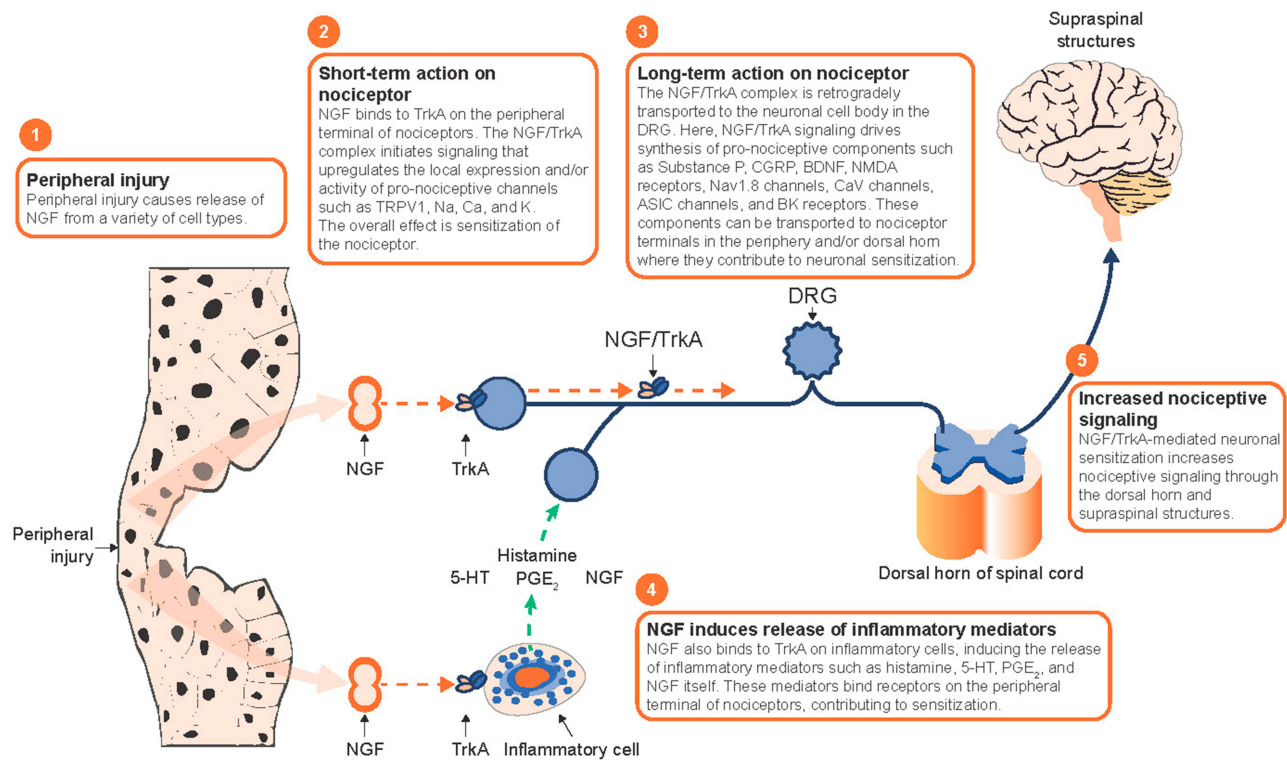 1
Peripheral injury
Peripheral injury causes release of
NGF from a variety of cell types.
2
Short-term action on
nociceptor
NGF binds to TrkA on the peripheral
terminal of nociceptors. The NGF/TrkA
complex initiates signaling that
upregulates the local expression and/or
activity of pro-nociceptive channels
such as TRPV1, Na, Ca, and K.
The overall effect is sensitization of
the nociceptor.
3
Long-term action on nociceptor
The NGF/TrkA complex is retrogradely
transported to the neuronal cell body in the
DRG. Here, NGF/TrkA signaling drives
synthesis of pro-nociceptive components such
as Substance P, CGRP, BDNF, NMDA
receptors, Nav1.8 channels, CaV channels,
ASIC channels, and BK receptors. These
components can be transported to nociceptor
terminals in the periphery and/or dorsal horn
where they contribute to neuronal sensitization.
Supraspinal
structures
DRG
NGF/TrkA
NGF
TrkA
5
Increased nociceptive
signaling
NGF/TrkA-mediated neuronal
sensitization increases
nociceptive signaling through
the dorsal horn and
supraspinal structures.
Peripheral
injury
Histamine
5-HT PGE₂ NGF
Dorsal horn of spinal cord
4
NGF induces release of inflammatory mediators
NGF also binds to TrkA on inflammatory cells, inducing the release
of inflammatory mediators such as histamine, 5-HT, PGE₂, and
NGF itself. These mediators bind receptors on the peripheral
terminal of nociceptors, contributing to sensitization.
NGF
TrkA
Inflammatory cell